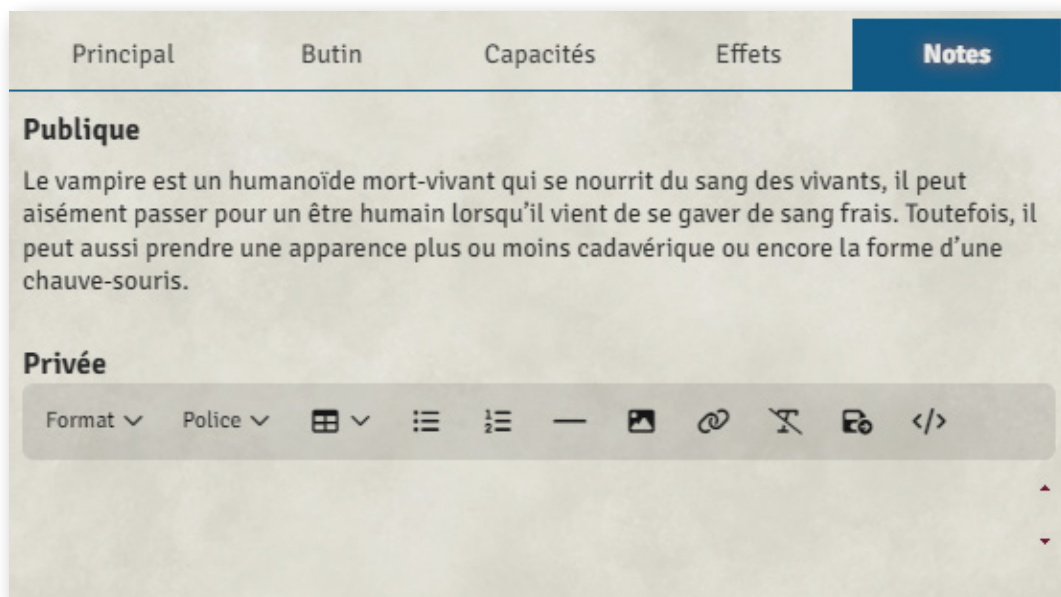 Principal Butin Capacités Effets Notes
Publique
Le vampire est un humanoïde mort-vivant qui se nourrit du sang des vivants, il peut
aisément passer pour un être humain lorsqu’il vient de se gaver de sang frais. Toutefois, il
peut aussi prendre une apparence plus ou moins cadavérique ou encore la forme d’une
chauve-souris.
Privée
Format Police